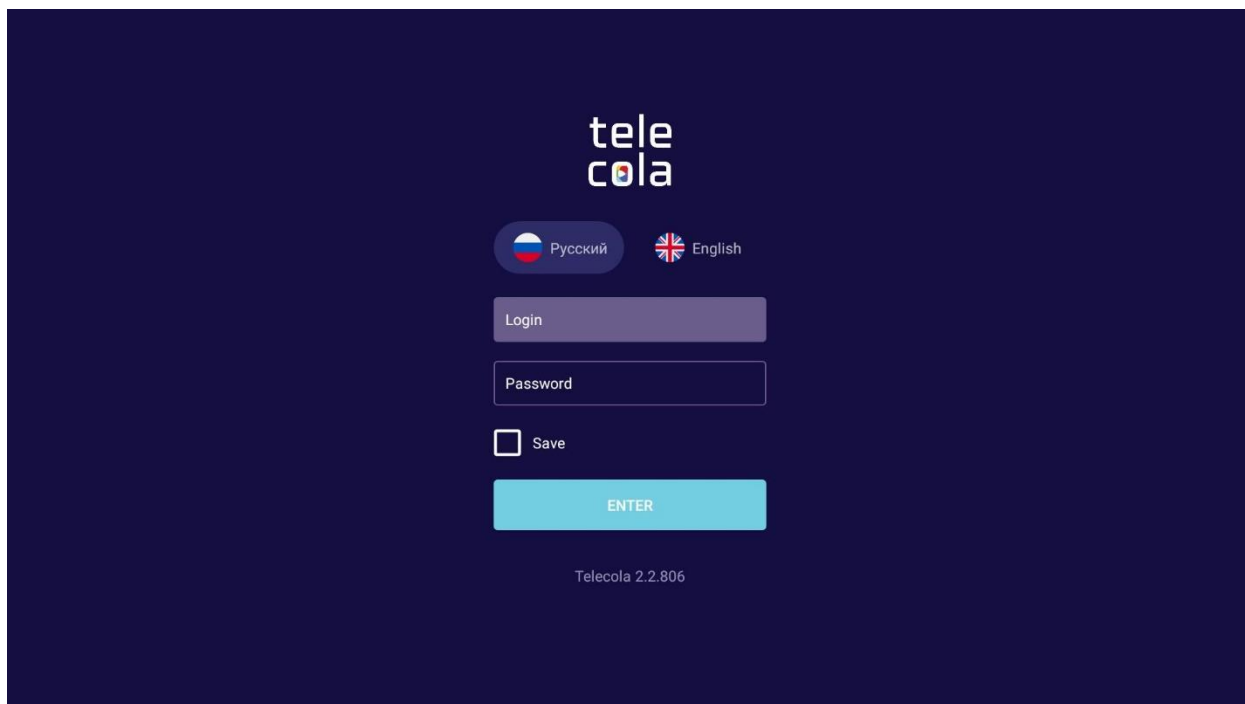 tele
cola
Русский English
Login
Password
Save
ENTER
Telecola 2.2.806